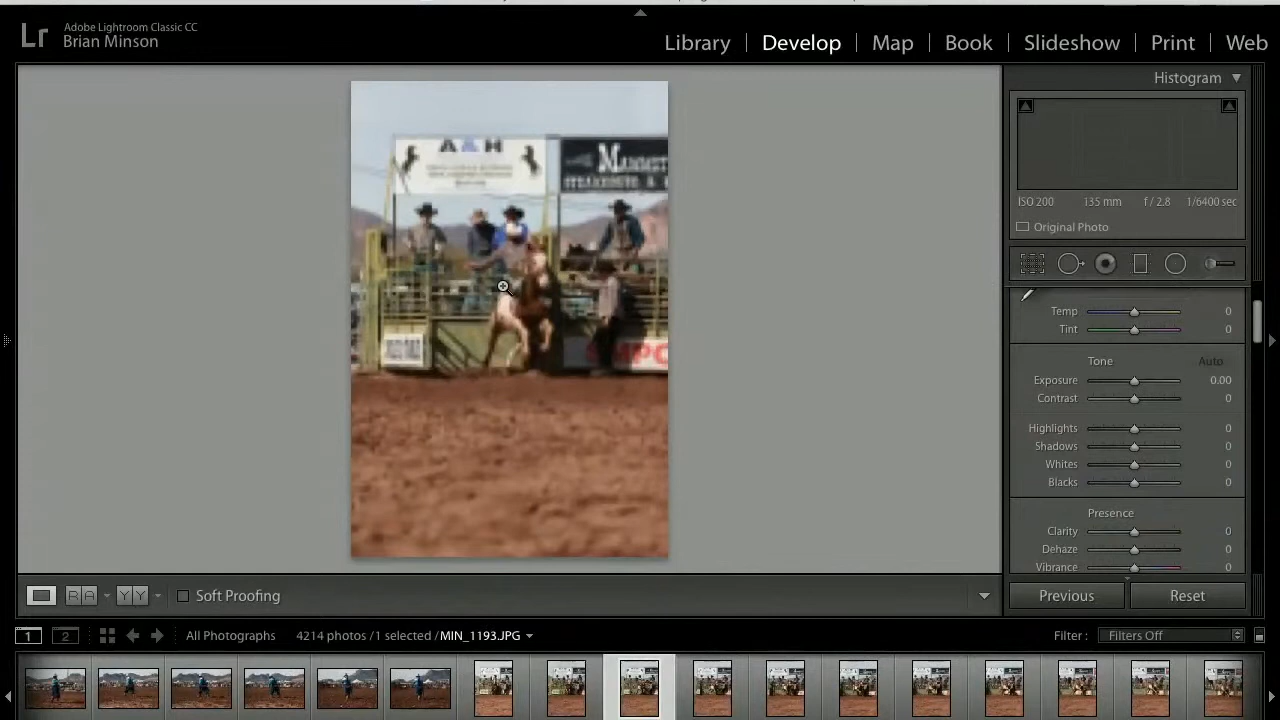 Lr
Adobe Lightroom Classic CC
Brian Minson
Library | Develop | Map | Book | Slideshow | Print | Web
Histogram
ISO 200 135 mm f / 2.8 1/6400 sec
Original Photo
Temp 0
Tint 0
Tone Auto
Exposure 0.00
Contrast 0
Highlights 0
Shadows 0
Whites 0
Blacks 0
Presence
Clarity 0
Dehaze 0
Vibrance 0
A&H
R A Y Y Soft Proofing
Previous Reset
1 2 All Photographs 4214 photos /1 selected /MIN_1193.JPG Filter : Filters Off